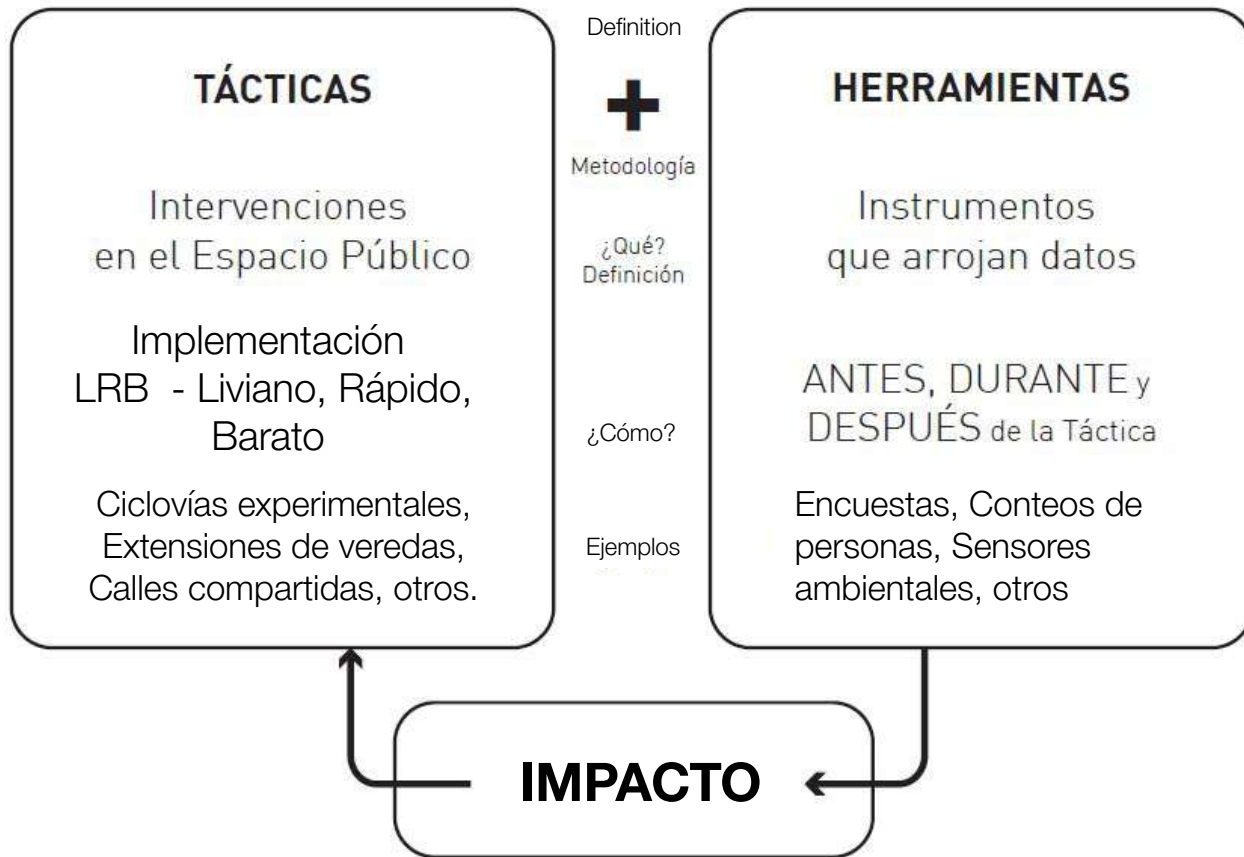 TÁCTICAS
Intervenciones
en el Espacio Público
Implementación
LRB - Liviano, Rápido,
Barato
Ciclovías experimentales,
Extensiones de veredas,
Calles compartidas, otros.
Definition
+
Metodología
¿Qué?
Definición
¿Cómo?
Ejemplos
HERRAMIENTAS
Instrumentos
que arrojan datos
ANTES, DURANTE y
DESPUÉS de la Táctica
Encuestas, Conteos de
personas, Sensores
ambientales, otros
IMPACTO